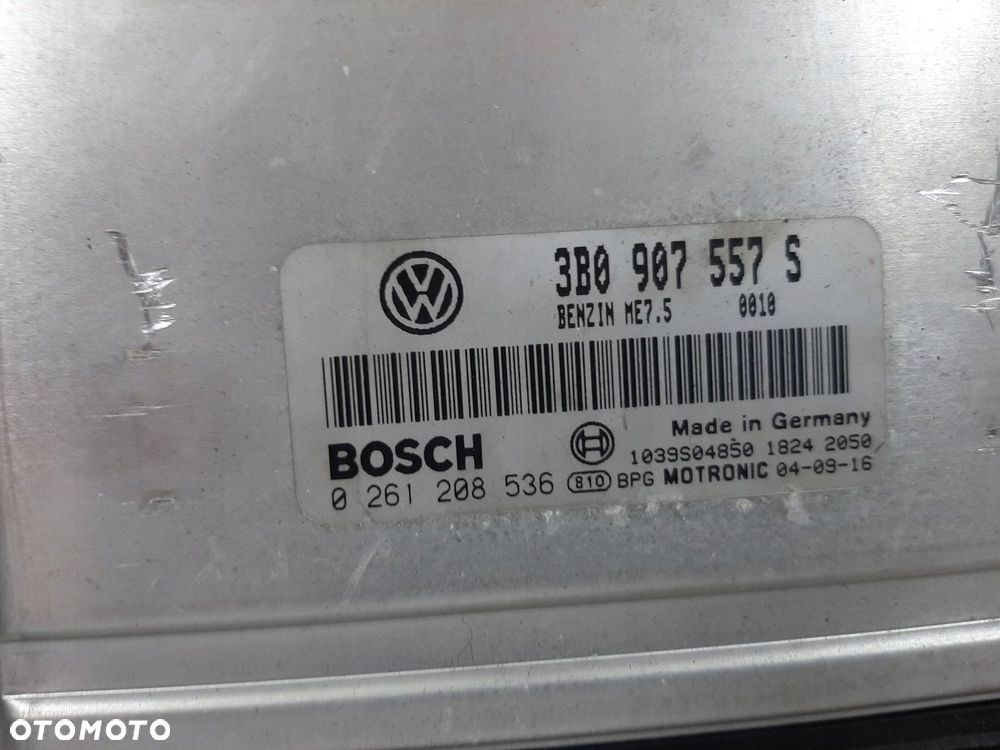 3B0 907 557 S
BENZIN ME7.5 0010
BOSCH
Made in Germany
1039S04850 1824 2050
0 261 208 536 810 BPG MOTRONIC 04-09-16
OTOMOTO